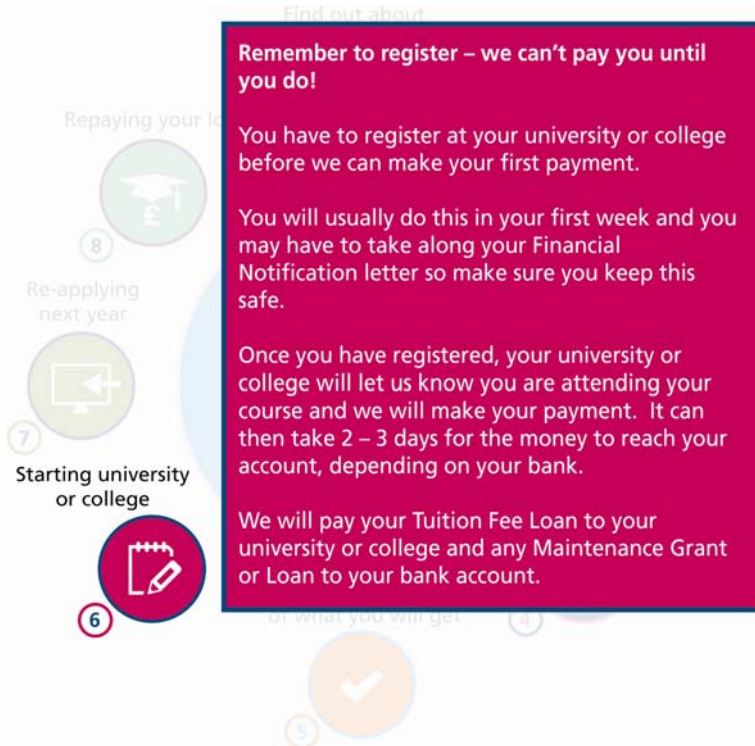 Find out about
Remember to register – we can't pay you until
you do!
You have to register at your university or college
before we can make your first payment.
You will usually do this in your first week and you
may have to take along your Financial
Notification letter so make sure you keep this
safe.
Once you have registered, your university or
college will let us know you are attending your
course and we will make your payment.  It can
then take 2 – 3 days for the money to reach your
account, depending on your bank.
We will pay your Tuition Fee Loan to your
university or college and any Maintenance Grant
or Loan to your bank account.
Repaying your lo
£
8
Re-applying
next year
7
Starting university
or college
6
of what you will get
4
5